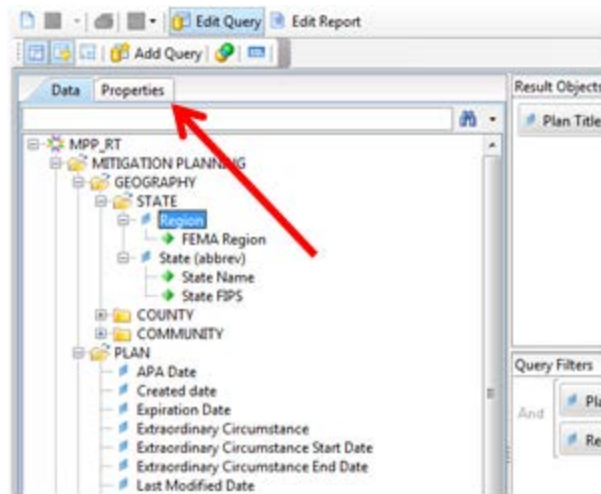 Edit Query Edit Report
Add Query
Data Properties
Result Objects
Plan Title
MPP_RT
MITIGATION PLANNING
GEOGRAPHY
STATE
Region
FEMA Region
State (abbrev)
State Name
State FIPS
COUNTY
COMMUNITY
PLAN
APA Date
Created date
Expiration Date
Extraordinary Circumstance
Extraordinary Circumstance Start Date
Extraordinary Circumstance End Date
Last Modified Date
Query Filters
And
Pla
Re